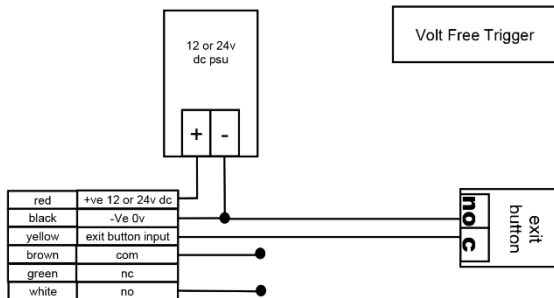 12 or 24v
dc psu
+ -
Volt Free Trigger
red +ve 12 or 24v dc
black -Ve 0v
yellow exit button input
brown com
green nc
white no
no
c
exit
button